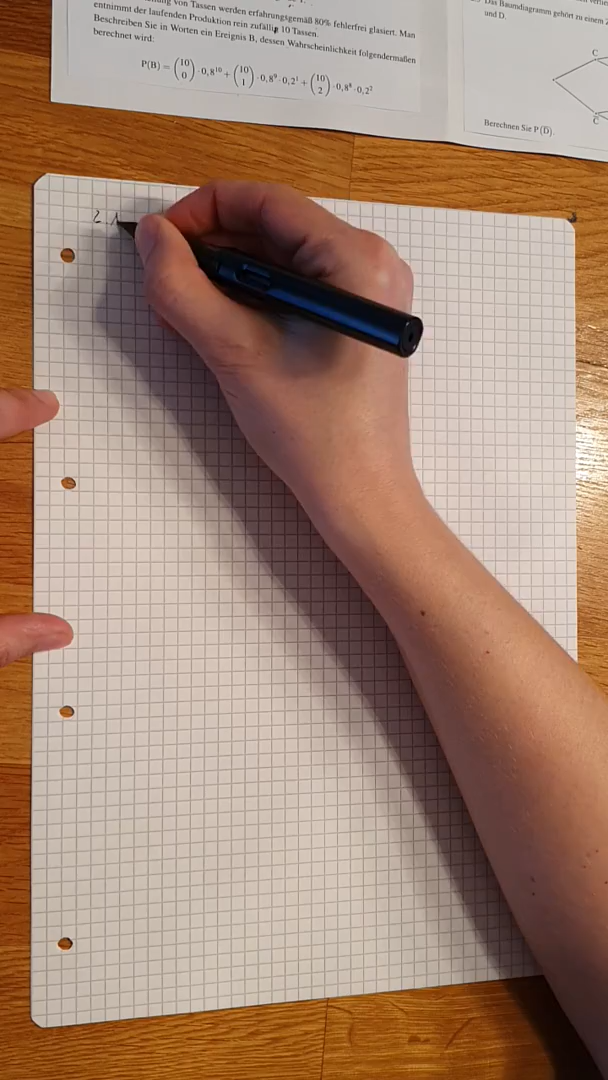 von Tassen werden erfahrungsgemäß 80% fehlerfrei glasiert. Man
entnimmt der laufenden Produktion rein zufällig 10 Tassen.
Beschreiben Sie in Worten ein Ereignis B, dessen Wahrscheinlichkeit folgendermaßen
berechnet wird:
P(B) = (10 0) · 0,8¹⁰ + (10 1) · 0,8⁹ · 0,2¹ + (10 2) · 0,8⁸ · 0,2²
Das Baumdiagramm gehört zu einem
und D.
C
C̅
Berechnen Sie P(D̅).
2.1